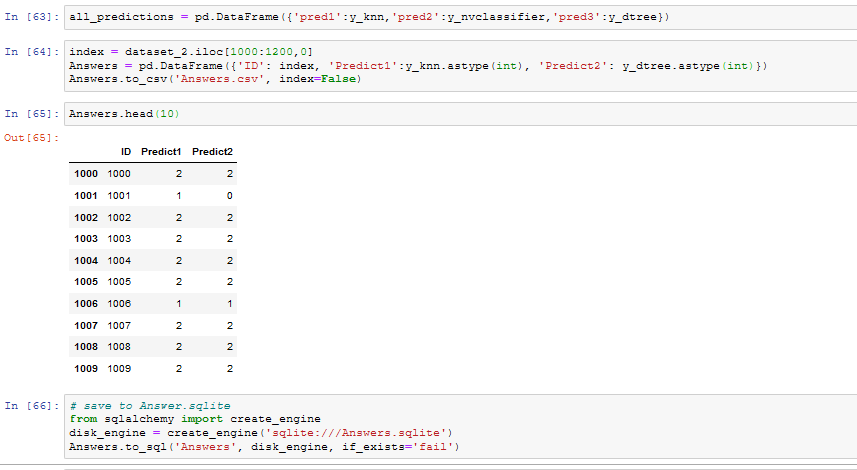 In [63]: all_predictions = pd.DataFrame({'pred1':y_knn,'pred2':y_nvclassifier,'pred3':y_dtree})
In [64]: index = dataset_2.iloc[1000:1200,0]
Answers = pd.DataFrame({'ID': index, 'Predict1':y_knn.astype(int), 'Predict2': y_dtree.astype(int)})
Answers.to_csv('Answers.csv', index=False)
In [65]: Answers.head(10)
Out[65]:
ID Predict1 Predict2
1000 1000 2 2
1001 1001 1 0
1002 1002 2 2
1003 1003 2 2
1004 1004 2 2
1005 1005 2 2
1006 1006 1 1
1007 1007 2 2
1008 1008 2 2
1009 1009 2 2
In [66]: # save to Answer.sqlite
from sqlalchemy import create_engine
disk_engine = create_engine('sqlite:///Answers.sqlite')
Answers.to_sql('Answers', disk_engine, if_exists='fail')